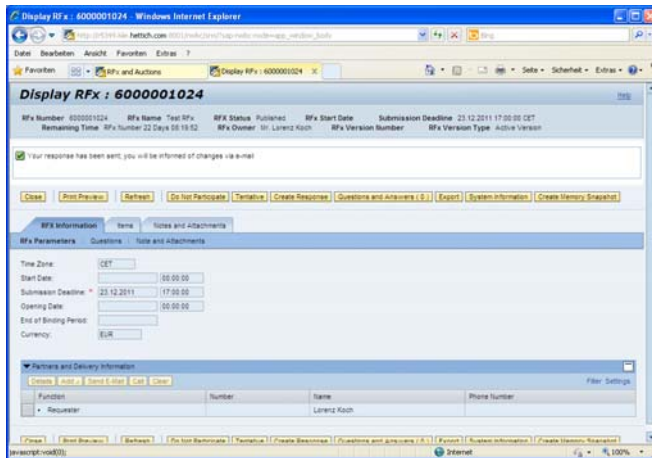 Display RFx : 6000001024 - Windows Internet Explorer
hettich.com
Bing
Datei Bearbeiten Ansicht Favoriten Extras ?
Favoriten RFx and Auctions Display RFx : 6000001024 X Seite Sicherheit Extras
Display RFx : 6000001024 Help
RFx Number 6000001024 RFx Name Test RFx RFX Status Published RFx Start Date Submission Deadline 23.12.2011 17:00:00 CET
Remaining Time RFx Number 22 Days 08:19:52 RFx Owner Mr. Lorenz Koch RFx Version Number RFx Version Type Active Version
Your response has been sent; you will be informed of changes via e-mail
Close Print Preview Refresh Do Not Participate Tentative Create Response Questions and Answers ( 0 ) Export System Information Create Memory Snapshot
RFX Information Items Notes and Attachments
RFx Parameters Questions Note and Attachments
Time Zone: CET
Start Date: 00:00:00
Submission Deadline: * 23.12.2011 17:00:00
Opening Date: 00:00:00
End of Binding Period:
Currency: EUR
Partners and Delivery Information
Details Add Send E-Mail Call Clear Filter Settings
Function Number Name Phone Number
• Requester Lorenz Koch
Close Print Preview Refresh Do Not Participate Tentative Create Response Questions and Answers ( 0 ) Export System Information Create Memory Snapshot
javascript:void(0); Internet 100%